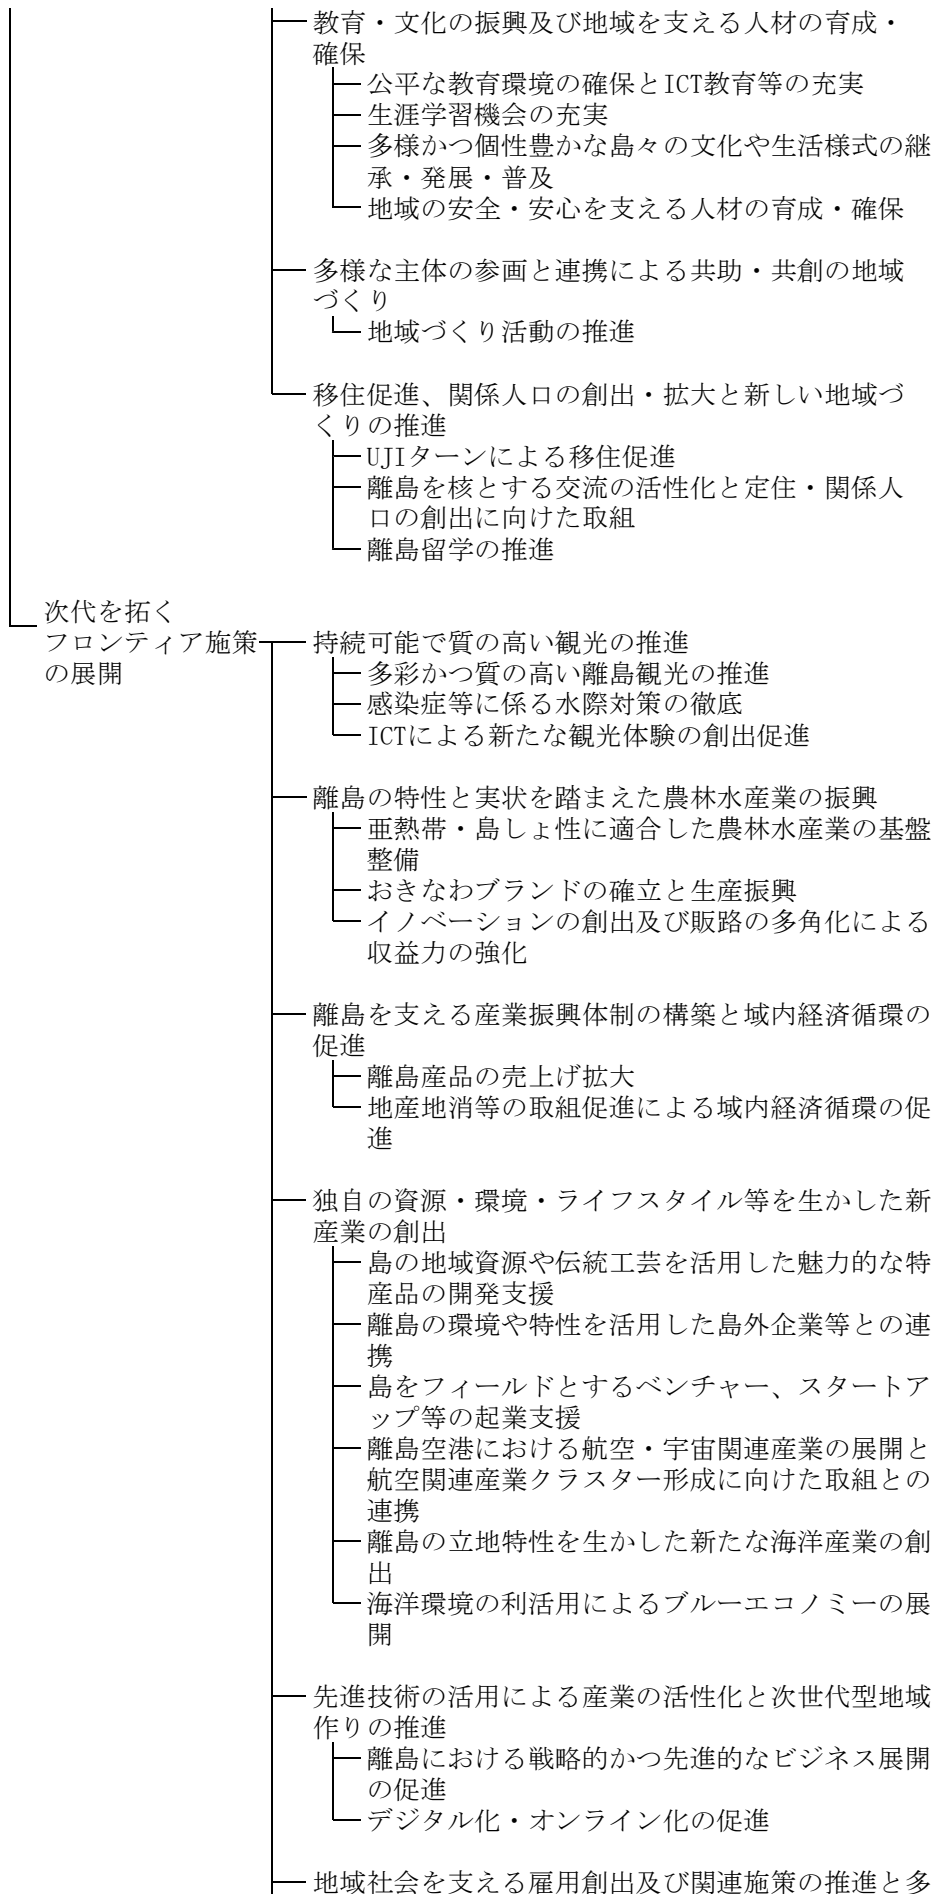 教育・文化の振興及び地域を支える人材の育成・
確保
公平な教育環境の確保とICT教育等の充実
生涯学習機会の充実
多様かつ個性豊かな島々の文化や生活様式の継
承・発展・普及
地域の安全・安心を支える人材の育成・確保
多様な主体の参画と連携による共助・共創の地域
づくり
地域づくり活動の推進
移住促進、関係人口の創出・拡大と新しい地域づ
くりの推進
UJIターンによる移住促進
離島を核とする交流の活性化と定住・関係人
口の創出に向けた取組
離島留学の推進
次代を拓く
フロンティア施策
の展開
持続可能で質の高い観光の推進
多彩かつ質の高い離島観光の推進
感染症等に係る水際対策の徹底
ICTによる新たな観光体験の創出促進
離島の特性と実状を踏まえた農林水産業の振興
亜熱帯・島しょ性に適合した農林水産業の基盤
整備
おきなわブランドの確立と生産振興
イノベーションの創出及び販路の多角化による
収益力の強化
離島を支える産業振興体制の構築と域内経済循環の
促進
離島産品の売上げ拡大
地産地消等の取組促進による域内経済循環の促
進
独自の資源・環境・ライフスタイル等を生かした新
産業の創出
島の地域資源や伝統工芸を活用した魅力的な特
産品の開発支援
離島の環境や特性を活用した島外企業等との連
携
島をフィールドとするベンチャー、スタートア
ップ等の起業支援
離島空港における航空・宇宙関連産業の展開と
航空関連産業クラスター形成に向けた取組との
連携
離島の立地特性を生かした新たな海洋産業の創
出
海洋環境の利活用によるブルーエコノミーの展
開
先進技術の活用による産業の活性化と次世代型地域
作りの推進
離島における戦略的かつ先進的なビジネス展開
の促進
デジタル化・オンライン化の促進
地域社会を支える雇用創出及び関連施策の推進と多